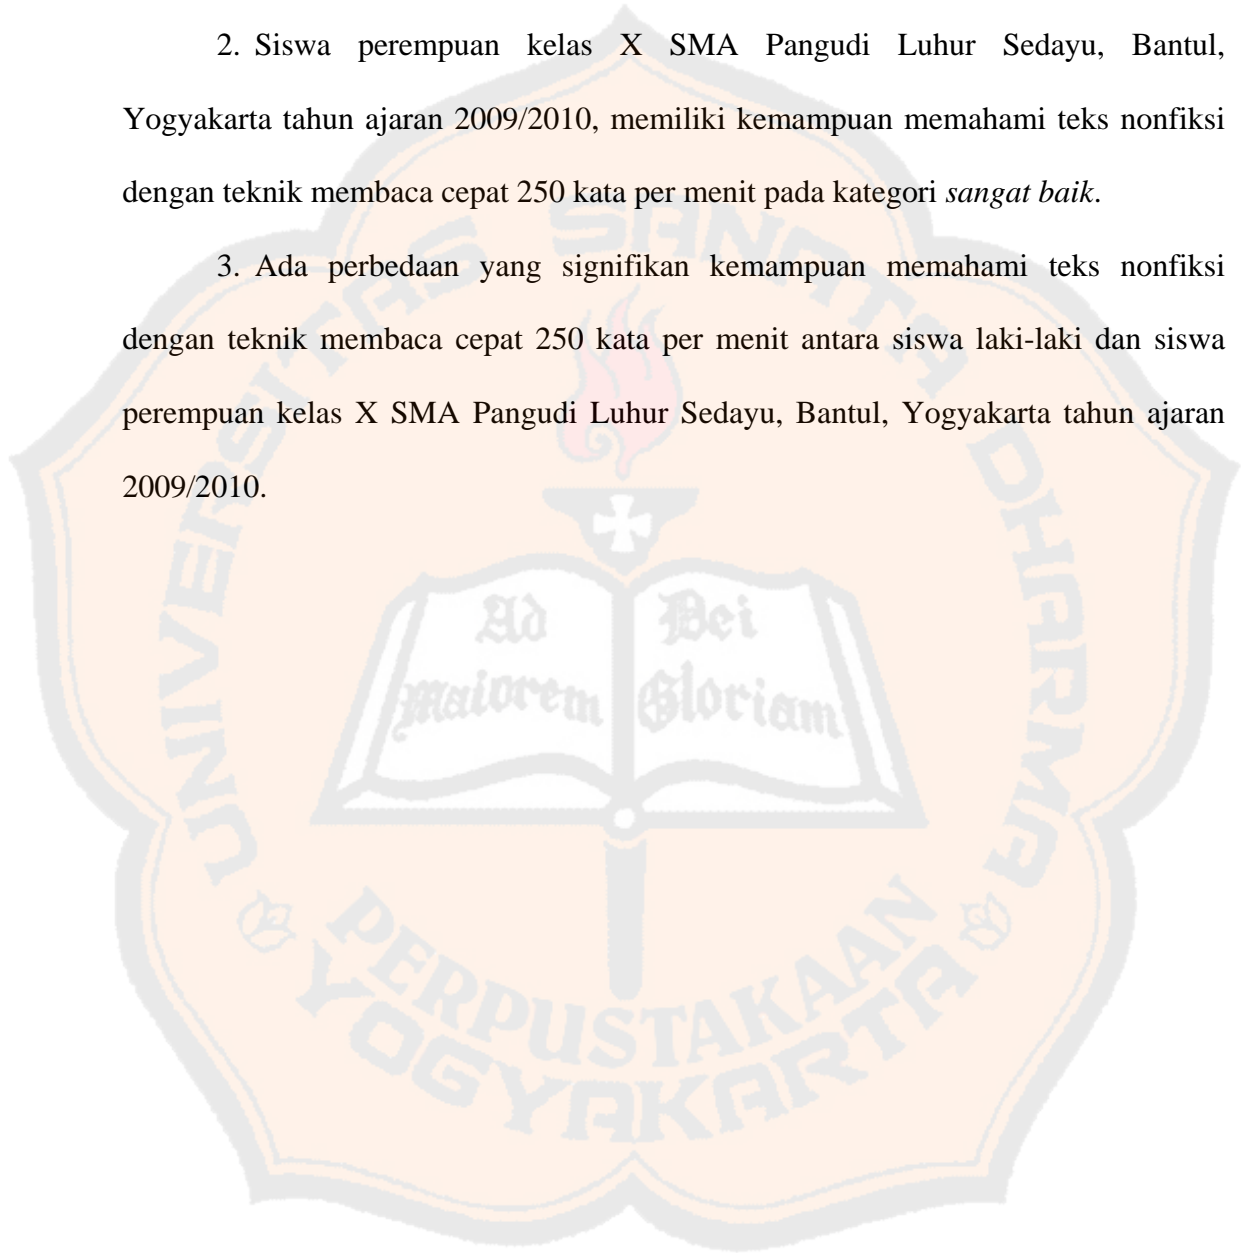 2. Siswa perempuan kelas X SMA Pangudi Luhur Sedayu, Bantul,
Yogyakarta tahun ajaran 2009/2010, memiliki kemampuan memahami teks nonfiksi
dengan teknik membaca cepat 250 kata per menit pada kategori sangat baik.
3. Ada perbedaan yang signifikan kemampuan memahami teks nonfiksi
dengan teknik membaca cepat 250 kata per menit antara siswa laki-laki dan siswa
perempuan kelas X SMA Pangudi Luhur Sedayu, Bantul, Yogyakarta tahun ajaran
2009/2010.
UNIVERSITAS SANATA DHARMA
Ad Dei
Maiorem Gloriam
PERPUSTAKAAN
YOGYAKARTA